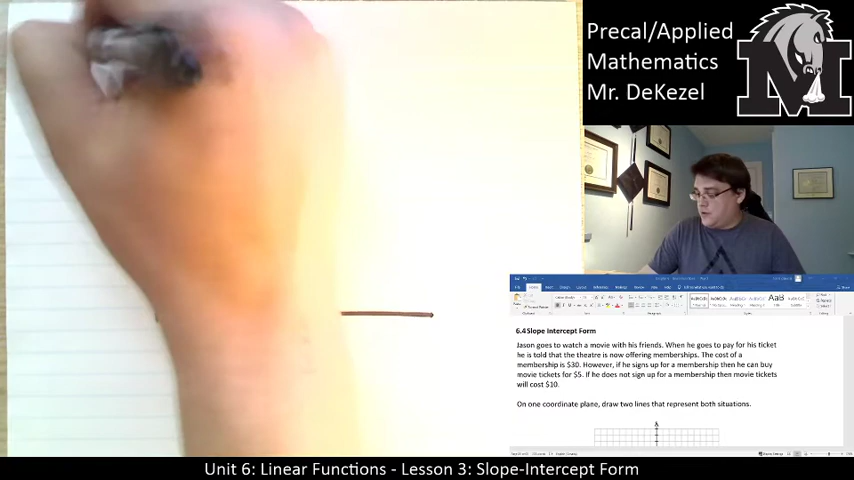 Precal/Applied
Mathematics
Mr. DeKezel
M
6.4 Slope Intercept Form
Jason goes to watch a movie with his friends. When he goes to pay for his ticket
he is told that the theatre is now offering memberships. The cost of a
membership is $30. However, if he signs up for a membership then he can buy
movie tickets for $5. If he does not sign up for a membership then movie tickets
will cost $10.
On one coordinate plane, draw two lines that represent both situations.
Unit 6: Linear Functions - Lesson 3: Slope-Intercept Form